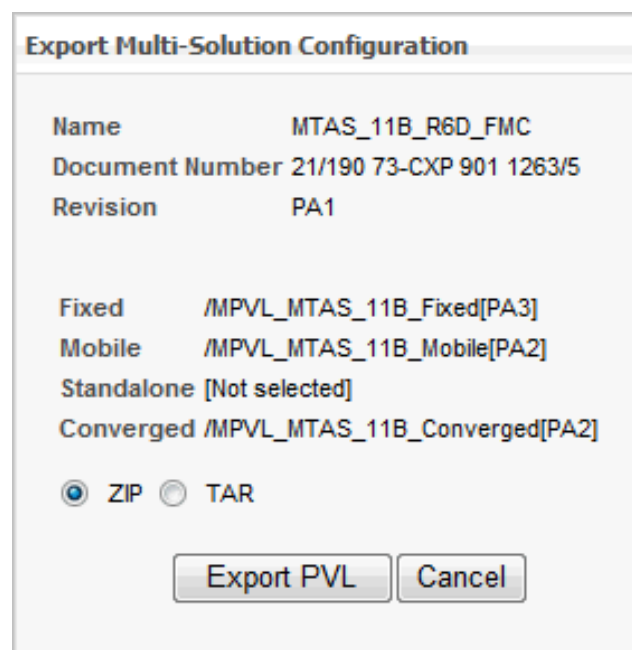 Export Multi-Solution Configuration
Name MTAS_11B_R6D_FMC
Document Number 21/190 73-CXP 901 1263/5
Revision PA1
Fixed /MPVL_MTAS_11B_Fixed[PA3]
Mobile /MPVL_MTAS_11B_Mobile[PA2]
Standalone [Not selected]
Converged /MPVL_MTAS_11B_Converged[PA2]
ZIP TAR
Export PVL Cancel